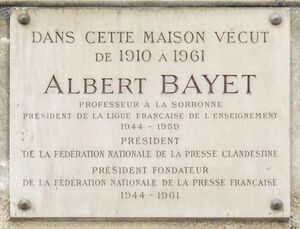 DANS CETTE MAISON VÉCUT
DE 1910 À 1961
ALBERT BAYET
PROFESSEUR À LA SORBONNE
PRÉSIDENT DE LA LIGUE FRANÇAISE DE L'ENSEIGNEMENT
1944 - 1959
PRÉSIDENT
DE LA FÉDÉRATION NATIONALE DE LA PRESSE CLANDESTINE
PRÉSIDENT FONDATEUR
DE LA FÉDÉRATION NATIONALE DE LA PRESSE FRANÇAISE
1944 - 1961